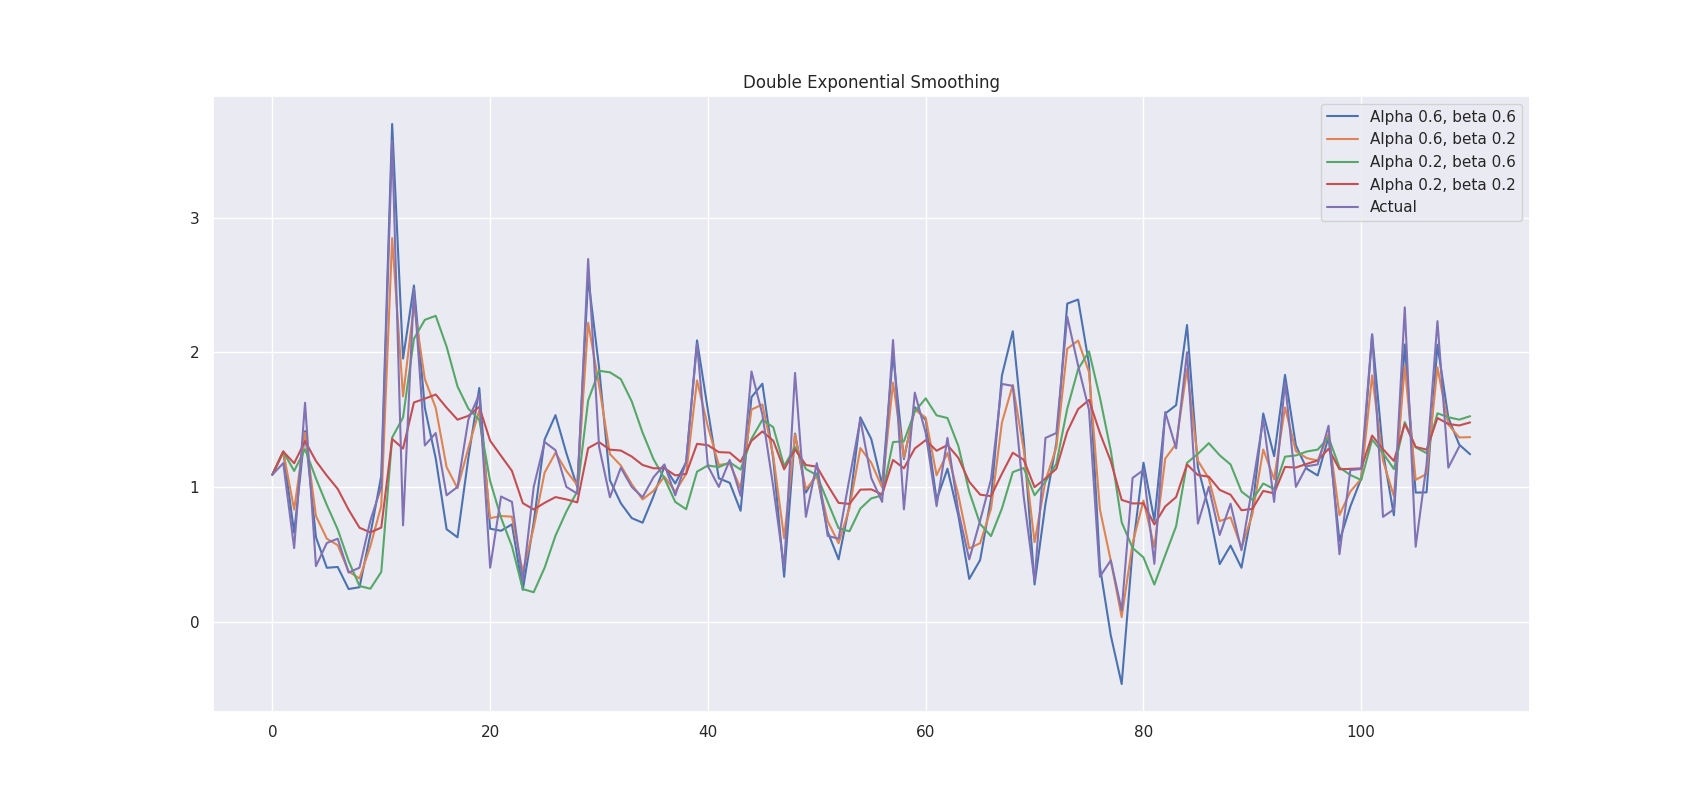 Double Exponential Smoothing
Alpha 0.6, beta 0.6
Alpha 0.6, beta 0.2
Alpha 0.2, beta 0.6
Alpha 0.2, beta 0.2
Actual
3
2
1
0
0 20 40 60 80 100